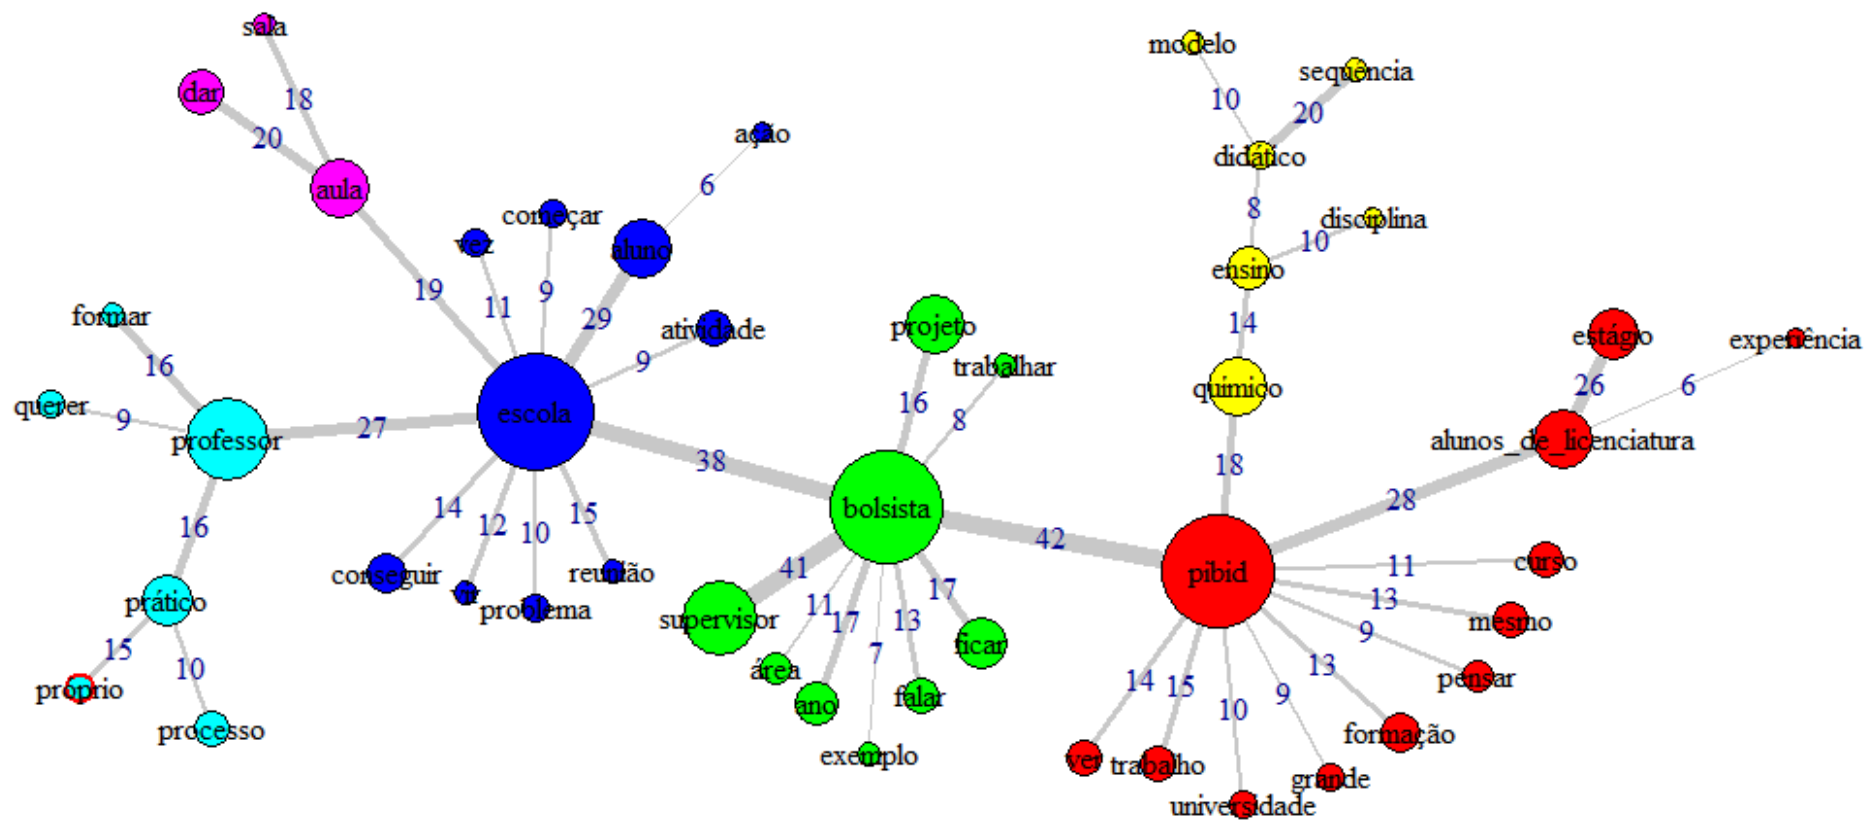 sala
modelo
sequência
dar
18
10
20
ação
20
didático
aula
6
começar
8
disciplina
vez
aluno
10
ensino
19
11
9
29
formar
atividade
projeto
14
estágio
experiência
16
9
trabalhar
químico
26
6
querer
9
16
8
professor
27
escola
alunos_de_licenciatura
38
18
28
14
12
10
15
bolsista
42
16
conseguir
reunião
41
17
pibid
11
curso
prático
vir
problema
supervisor
11
17
13
13
mesmo
15
10
7
ficar
9
próprio
área
14
15
13
pensar
processo
ano
falar
10
9
formação
exemplo
ver
trabalho
grande
universidade